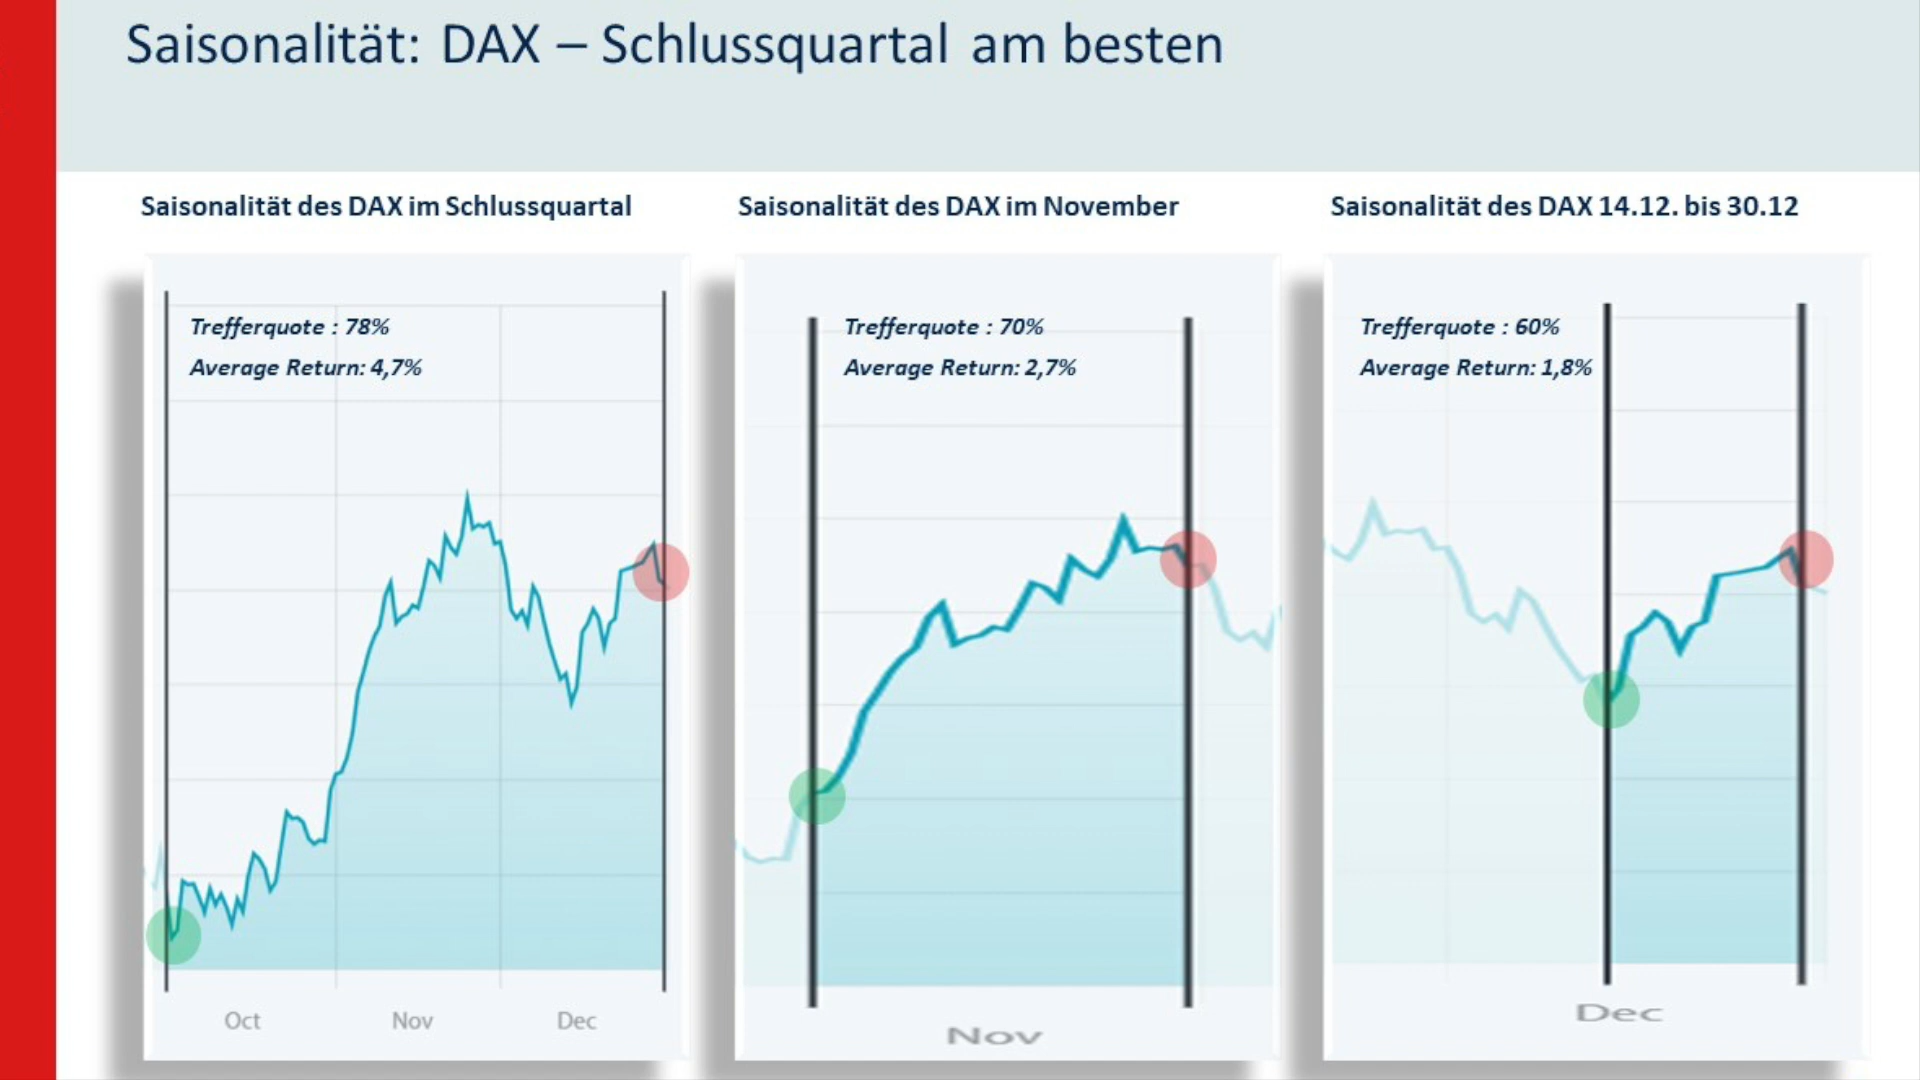 Saisonalität: DAX – Schlussquartal am besten
Saisonalität des DAX im Schlussquartal
Trefferquote : 78%
Average Return: 4,7%
Oct Nov Dec
Saisonalität des DAX im November
Trefferquote : 70%
Average Return: 2,7%
Nov
Saisonalität des DAX 14.12. bis 30.12
Trefferquote : 60%
Average Return: 1,8%
Dec